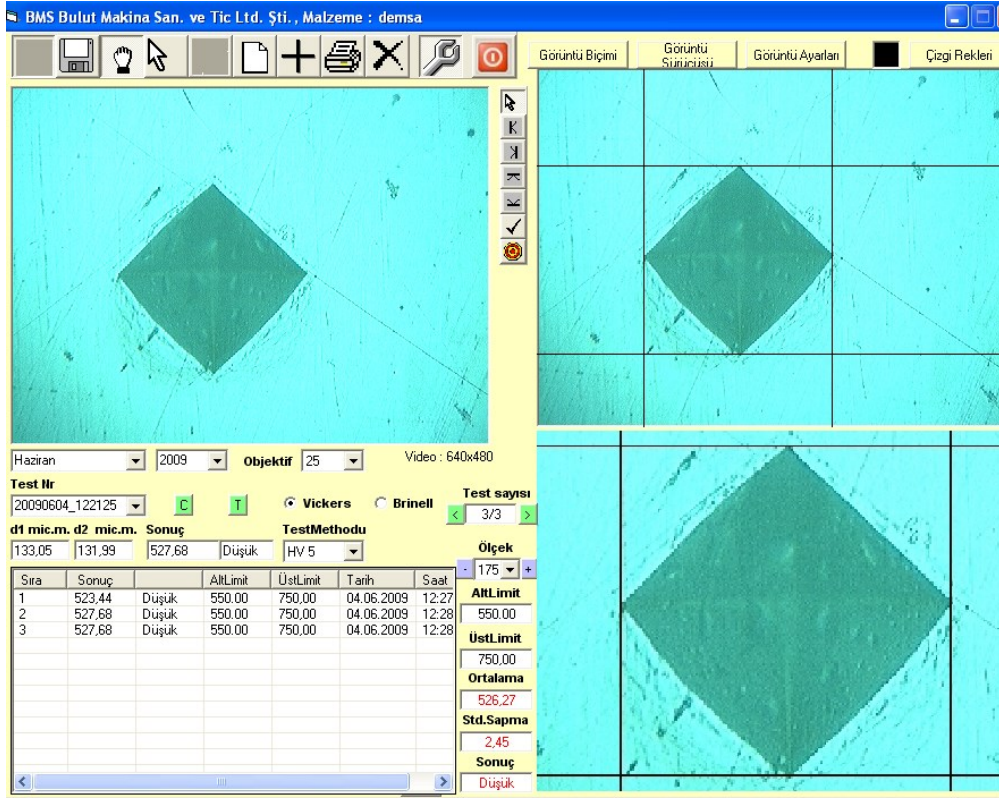 BMS Bulut Makina San. ve Tic Ltd. Şti., Malzeme : demsa
Görüntü Biçimi
Görüntü
Sürücüsü
Görüntü Ayarları
Çizgi Rekleri
K
K
K
K
Haziran
2009
Objektif
25
Video : 640x480
Test Nr
20090604_122125
C
T
Vickers
Brinell
Test sayısı
<
3/3
>
d1 mic.m. d2 mic.m. Sonuç
TestMethodu
133,05
131,99
527,68
Düşük
HV 5
Ölçek
- 175 +
Sıra Sonuç AltLimit ÜstLimit Tarih Saat
1 523,44 Düşük 550.00 750,00 04.06.2009 12:27
2 527,68 Düşük 550.00 750,00 04.06.2009 12:28
3 527,68 Düşük 550.00 750,00 04.06.2009 12:28
AltLimit
550.00
ÜstLimit
750,00
Ortalama
526,27
Std.Sapma
2,45
Sonuç
Düşük